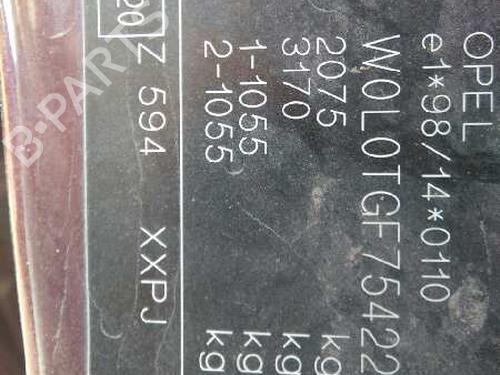 OPEL
e1*98/14*0110
W0L0TGF75422
2075 kg
3170 kg
1-1055 kg
2-1055 kg
20 Z 594 XXPJ
B-PARTS